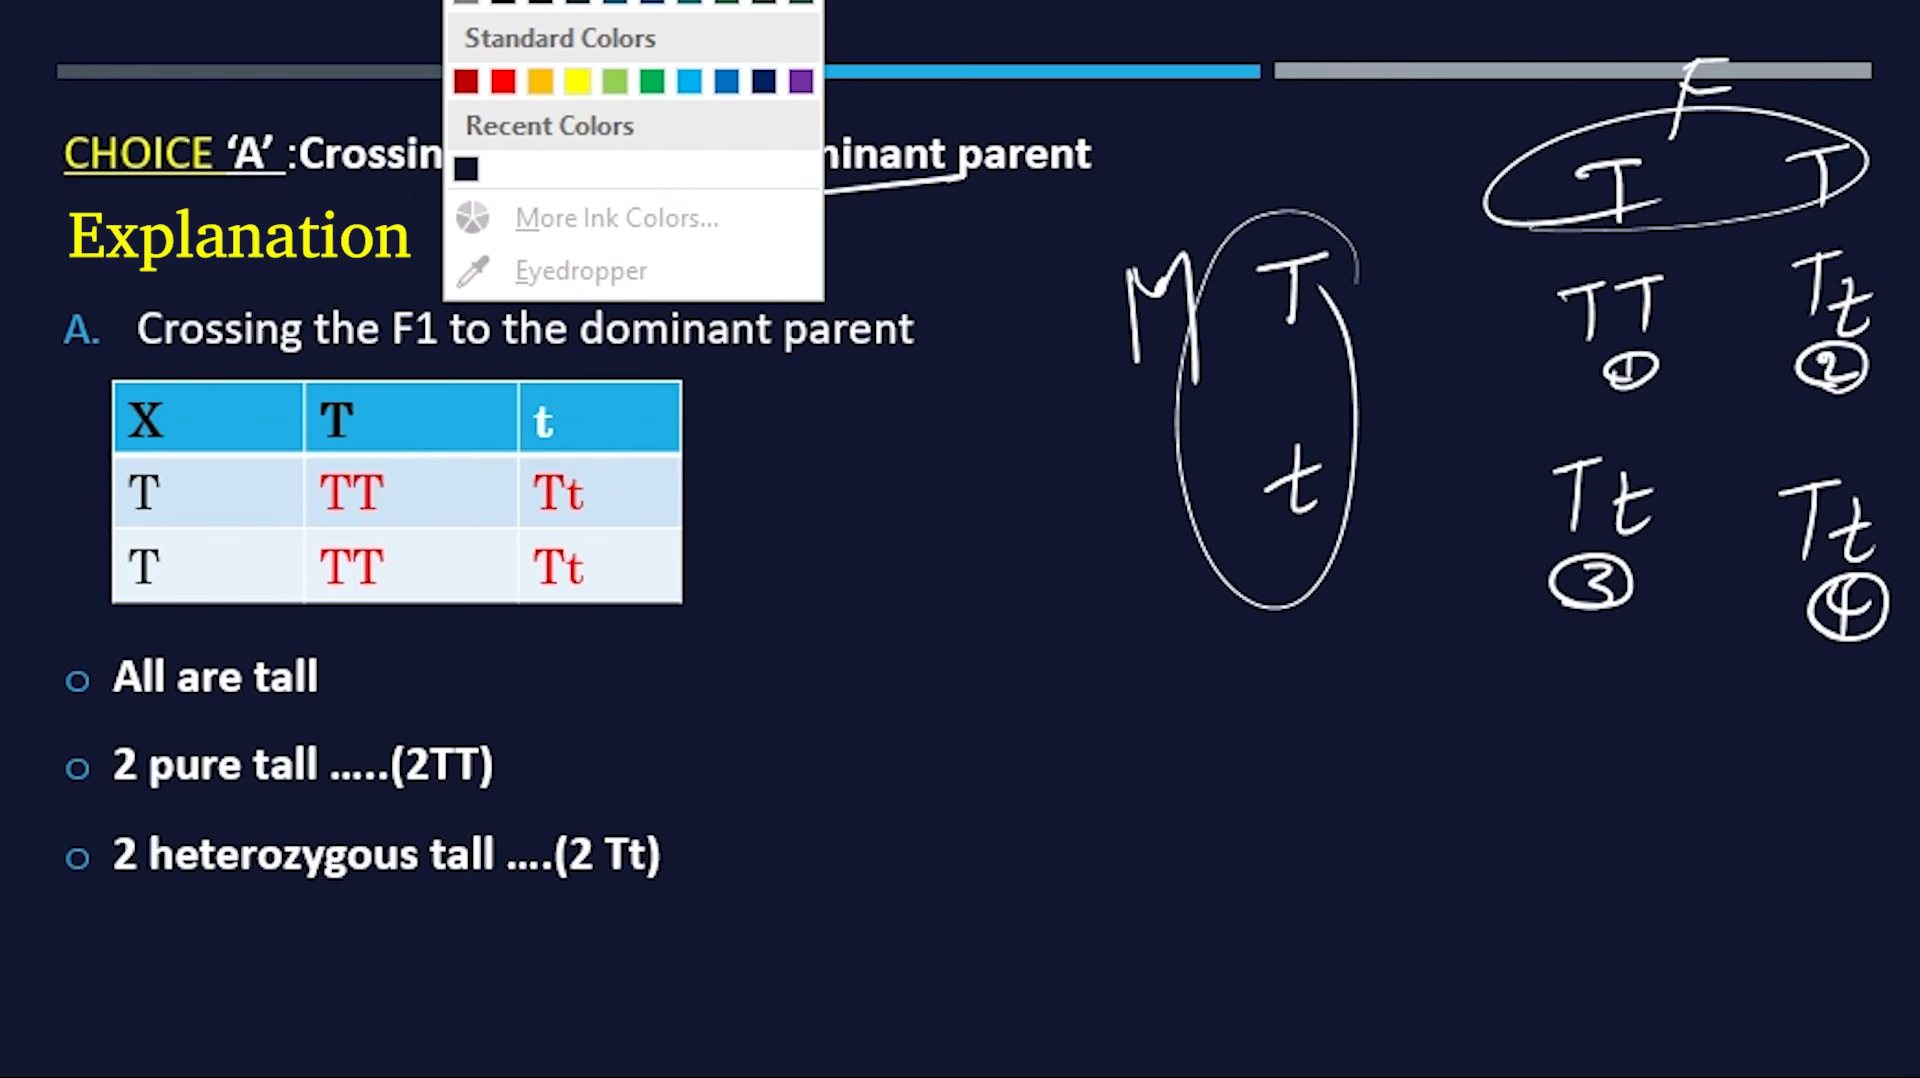 Standard Colors
Recent Colors
More Ink Colors...
Eyedropper
CHOICE ‘A’ :Crossin
ninant parent
Explanation
A. Crossing the F1 to the dominant parent
X T t
T TT Tt
T TT Tt
All are tall
2 pure tall …..(2TT)
2 heterozygous tall ….(2 Tt)
F
T T
M T TT Tt
1 2
t Tt Tt
3 4